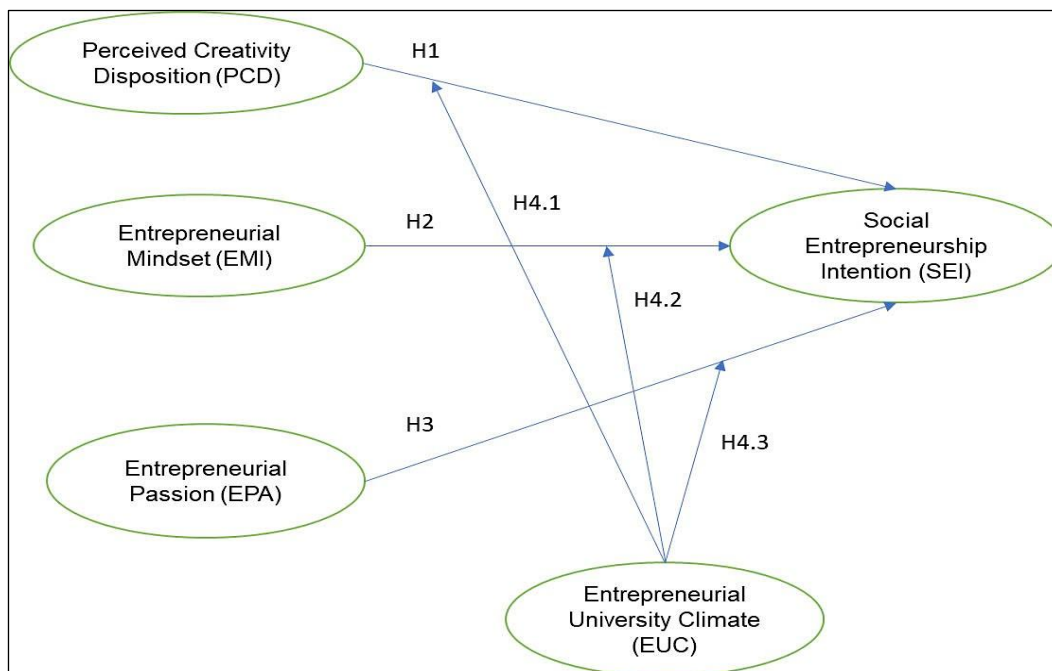 Perceived Creativity
Disposition (PCD)
H1
H4.1
Entrepreneurial
Mindset (EMI)
H2
Social
Entrepreneurship
Intention (SEI)
H4.2
H3
H4.3
Entrepreneurial
Passion (EPA)
Entrepreneurial
University Climate
(EUC)